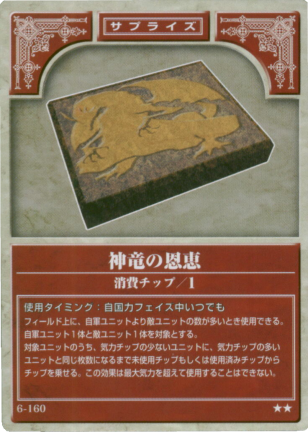 サプライズ
神竜の恩恵
消費チップ／1
使用タイミング：自国力フェイス中いつでも
フィールド上に、自軍ユニットより敵ユニットの数が多いとき使用できる。
自軍ユニット1体と敵ユニット1体を対象とする。
対象ユニットのうち、気力チップの少ないユニットに、気力チップの多い
ユニットと同じ枚数になるまで未使用チップもしくは使用済みチップから
チップを乗せる。この効果は最大気力を超えて使用することはできない。
6-160
★★